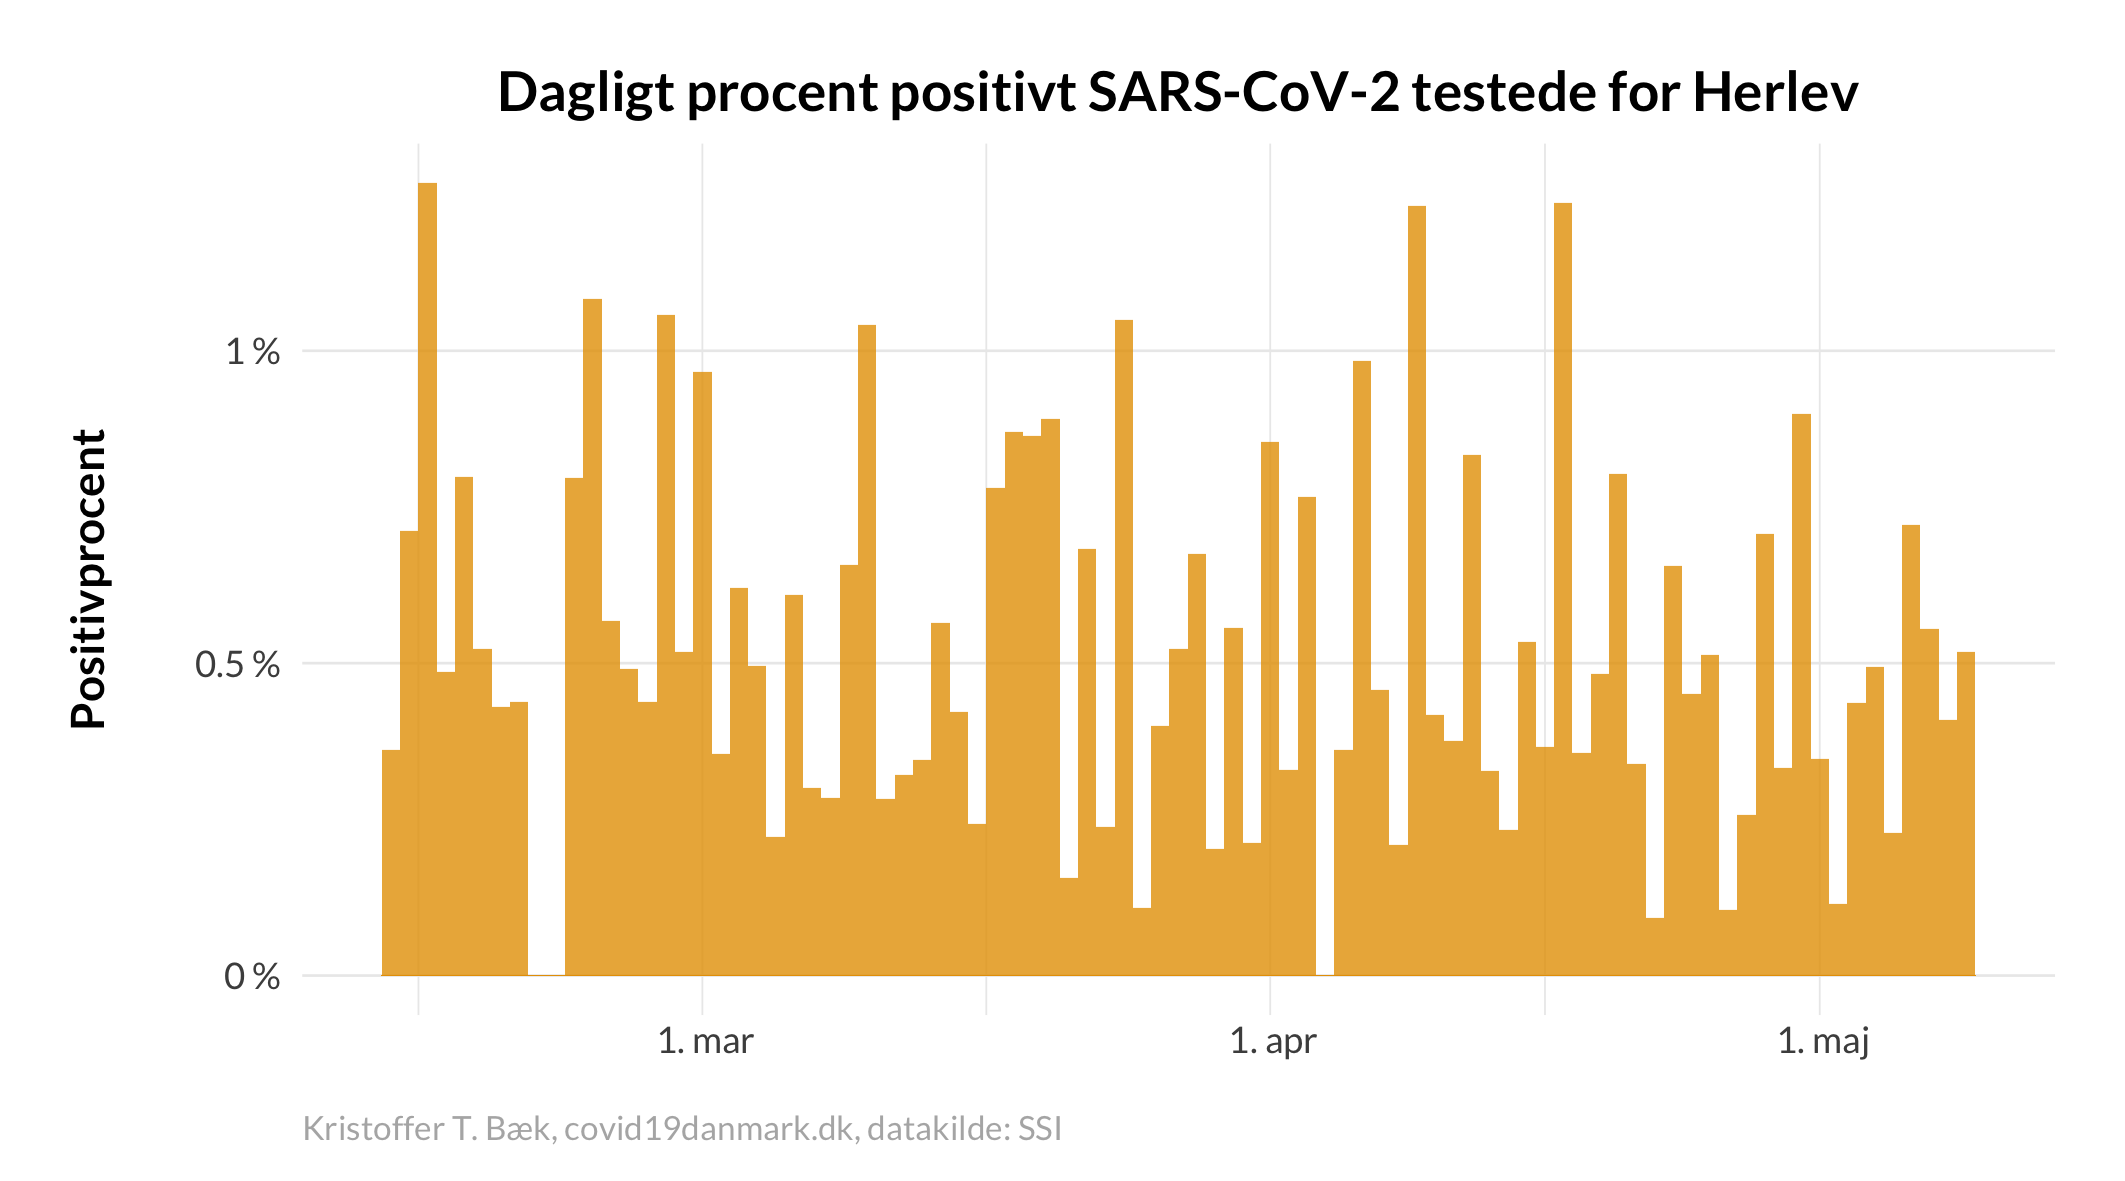 Dagligt procent positivt SARS-CoV-2 testede for Herlev
Positivprocent
1 %
0.5 %
0 %
1. mar
1. apr
1. maj
Kristoffer T. Bæk, covid19danmark.dk, datakilde: SSI